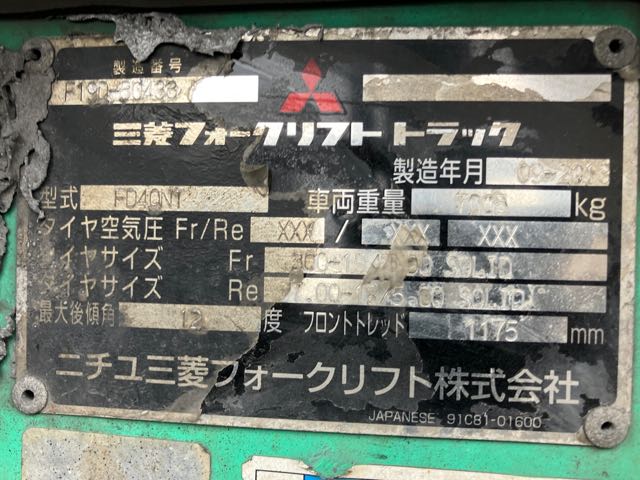 製造番号
三菱フォークリフト トラック
製造年月
型式 FD40N1 車両重量 kg
タイヤ空気圧 Fr/Re XXX / XXX XXX
タイヤサイズ Fr SOLID
タイヤサイズ Re SOLID
最大後傾角 12 度 フロントトレッド 1175 mm
ニチユ三菱フォークリフト株式会社
JAPANESE 91C81-01600